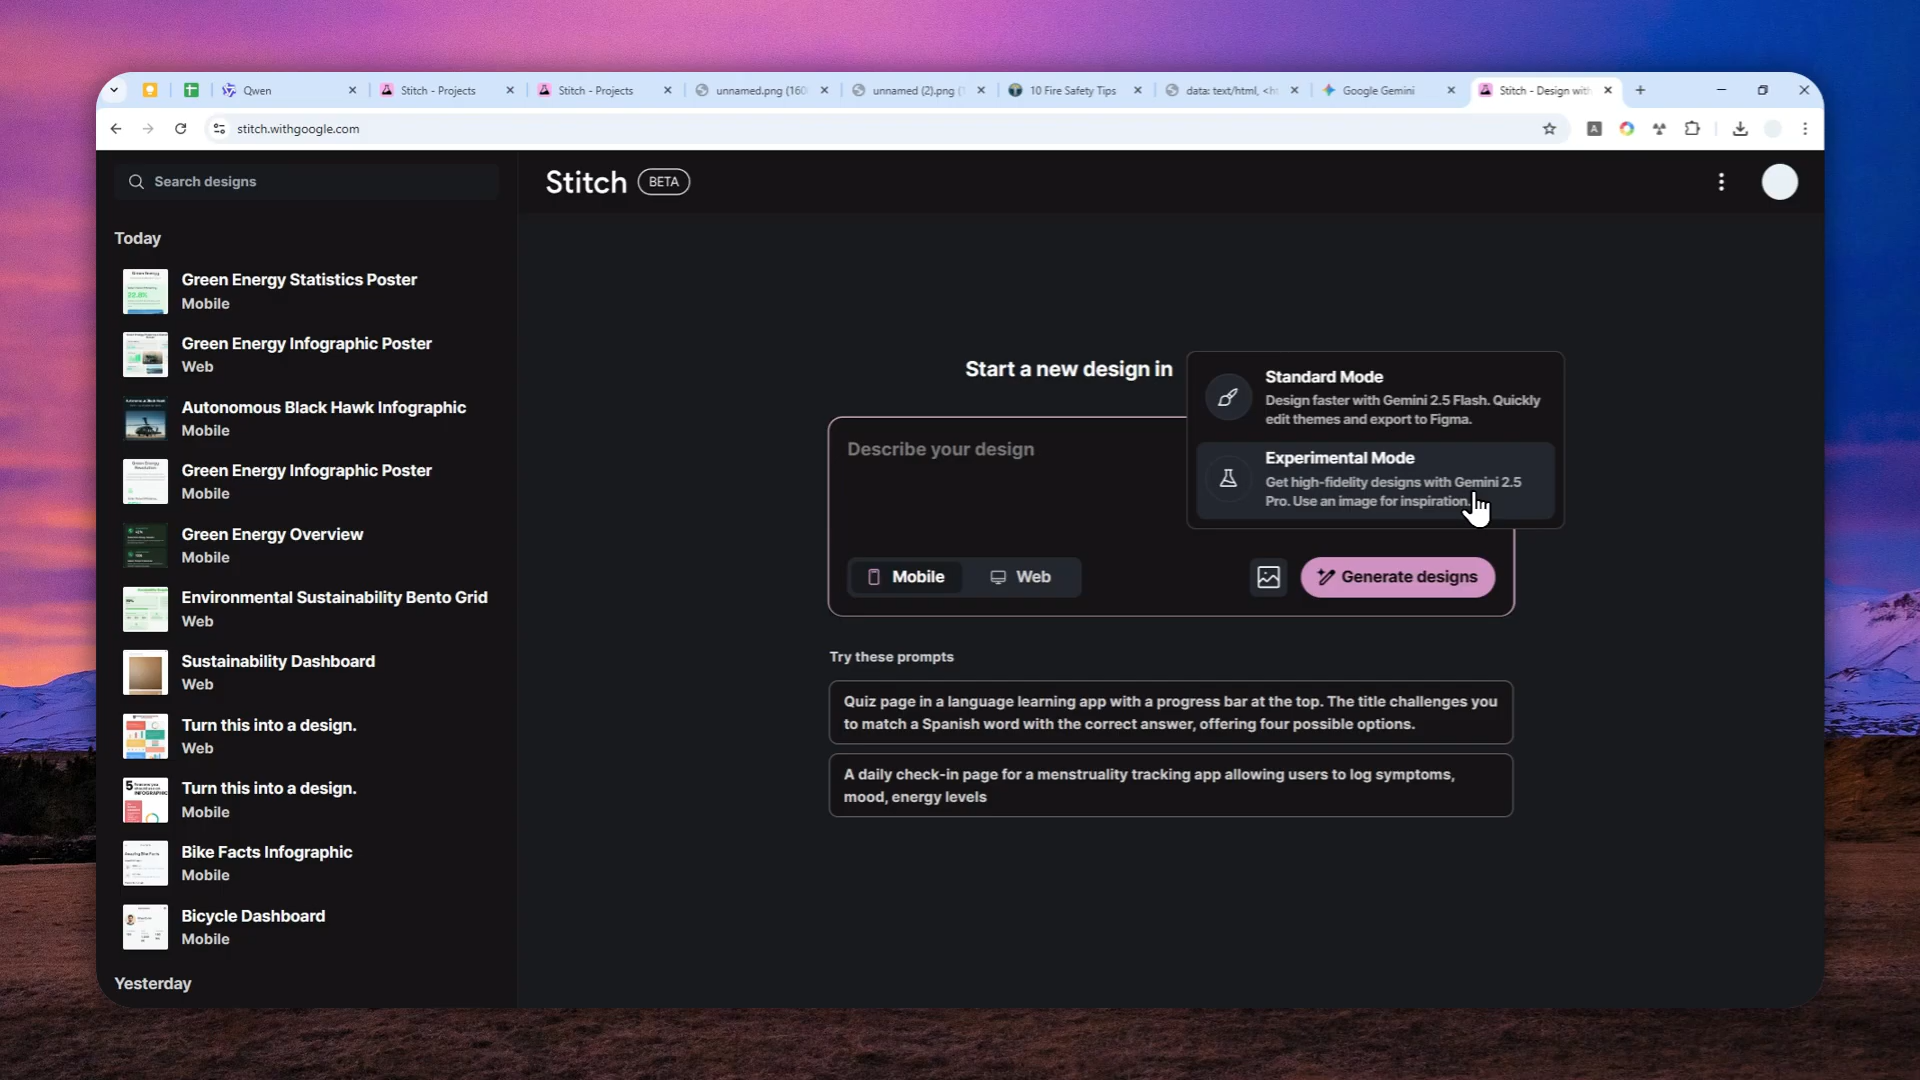 Qwen
Stitch - Projects
Stitch - Projects
unnamed.png (160
unnamed (2).png (
10 Fire Safety Tips
data: text/html, <h
Google Gemini
Stitch - Design with
stitch.withgoogle.com
Search designs
Stitch BETA
Today
Green Energy Statistics Poster
Mobile
Green Energy Infographic Poster
Web
Autonomous Black Hawk Infographic
Mobile
Green Energy Infographic Poster
Mobile
Green Energy Overview
Mobile
Environmental Sustainability Bento Grid
Web
Sustainability Dashboard
Web
Turn this into a design.
Web
Turn this into a design.
Mobile
Bike Facts Infographic
Mobile
Bicycle Dashboard
Mobile
Yesterday
Start a new design in
Standard Mode
Design faster with Gemini 2.5 Flash. Quickly
edit themes and export to Figma.
Experimental Mode
Get high-fidelity designs with Gemini 2.5
Pro. Use an image for inspiration.
Describe your design
Mobile
Web
Generate designs
Try these prompts
Quiz page in a language learning app with a progress bar at the top. The title challenges you
to match a Spanish word with the correct answer, offering four possible options.
A daily check-in page for a menstruality tracking app allowing users to log symptoms,
mood, energy levels